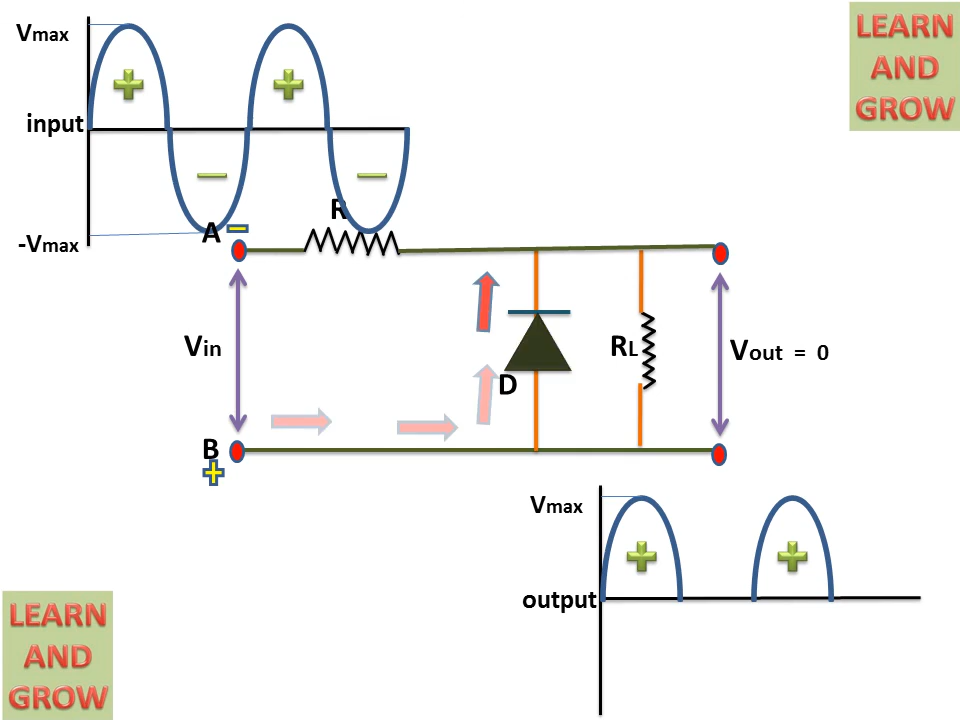 Vmax
LEARN
AND
GROW
+ +
input
− −
R
A −
-Vmax
Vin
RL
Vout = 0
D
B
+
Vmax
+ +
output
LEARN
AND
GROW